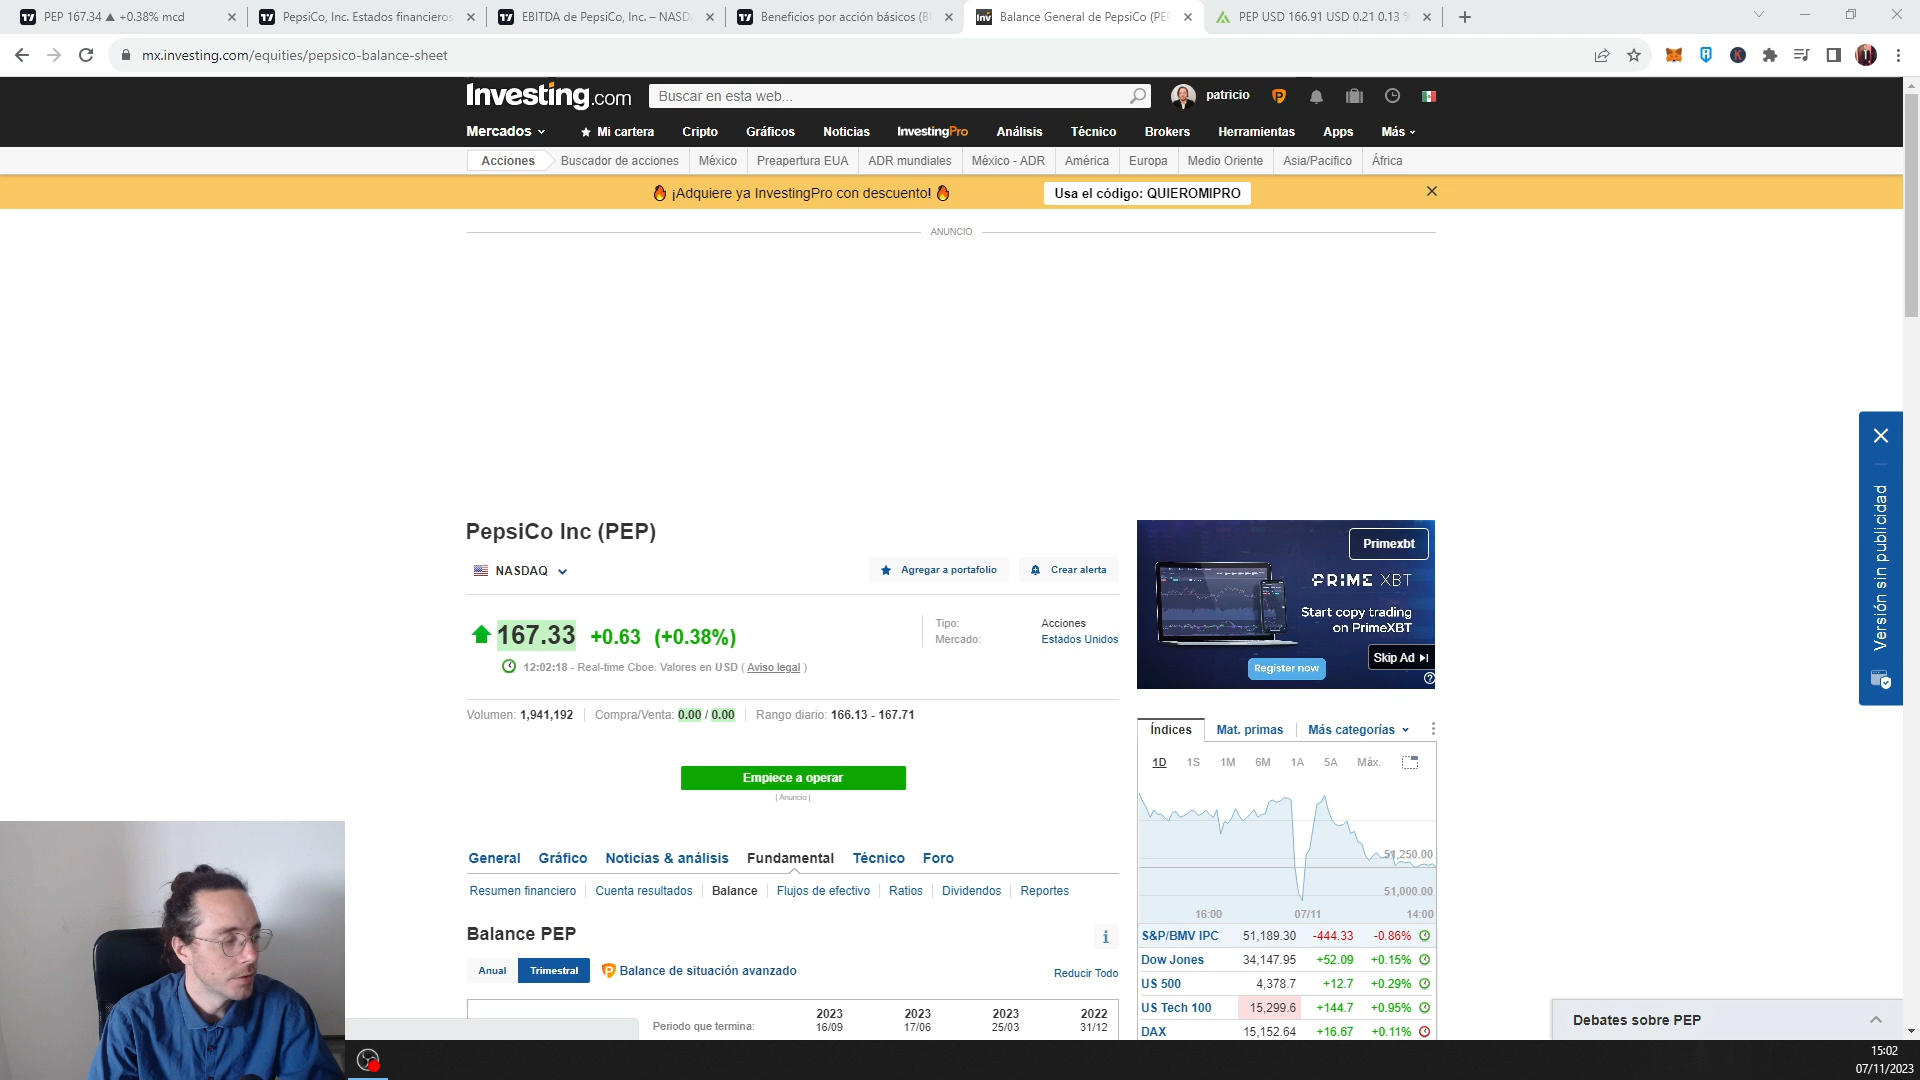 PEP 167.34 ▲ +0.38% mcd
PepsiCo, Inc. Estados financieros
EBITDA de PepsiCo, Inc. – NASD
Beneficios por acción básicos (B
Balance General de PepsiCo (PEP
PEP USD 166.91 USD 0.21 0.13 %
mx.investing.com/equities/pepsico-balance-sheet
Investing.com
Buscar en esta web...
patricio
Mercados
Mi cartera
Cripto
Gráficos
Noticias
InvestingPro
Análisis
Técnico
Brokers
Herramientas
Apps
Más
Acciones
Buscador de acciones
México
Preapertura EUA
ADR mundiales
México - ADR
América
Europa
Medio Oriente
Asia/Pacifico
África
¡Adquiere ya InvestingPro con descuento!
Usa el código: QUIEROMIPRO
ANUNCIO
PepsiCo Inc (PEP)
NASDAQ
Agregar a portafolio
Crear alerta
167.33 +0.63 (+0.38%)
12:02:18 - Real-time Cboe. Valores en USD ( Aviso legal )
Tipo: Acciones
Mercado: Estados Unidos
Volumen: 1,941,192
Compra/Venta: 0.00 / 0.00
Rango diario: 166.13 - 167.71
Empiece a operar
| Anuncio |
General
Gráfico
Noticias & análisis
Fundamental
Técnico
Foro
Resumen financiero
Cuenta resultados
Balance
Flujos de efectivo
Ratios
Dividendos
Reportes
Balance PEP
Anual
Trimestral
Balance de situación avanzado
Reducir Todo
Periodo que termina:
2023 2023 2023 2022
16/09 17/06 25/03 31/12
Primexbt
PRIME XBT
Start copy trading
on PrimeXBT
Register now
Skip Ad
Índices
Mat. primas
Más categorías
1D 1S 1M 6M 1A 5A Máx.
51,250.00
51,000.00
16:00 07/11 14:00
S&P/BMV IPC 51,189.30 -444.33 -0.86%
Dow Jones 34,147.95 +52.09 +0.15%
US 500 4,378.7 +12.7 +0.29%
US Tech 100 15,299.6 +144.7 +0.95%
DAX 15,152.64 +16.67 +0.11%
Versión sin publicidad
Debates sobre PEP
15:02
07/11/2023